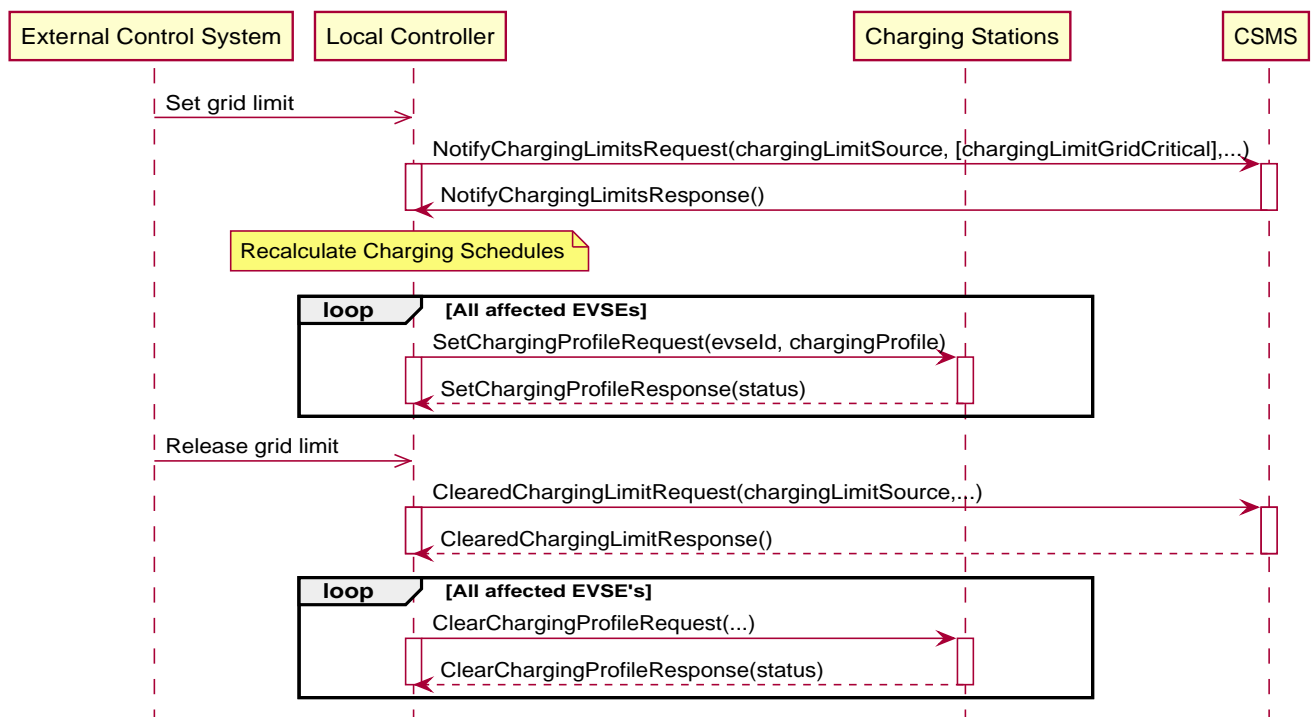 External Control System
Local Controller
Charging Stations
CSMS
Set grid limit
NotifyChargingLimitsRequest(chargingLimitSource, [chargingLimitGridCritical],...)
NotifyChargingLimitsResponse()
Recalculate Charging Schedules
loop [All affected EVSEs]
SetChargingProfileRequest(evseId, chargingProfile)
SetChargingProfileResponse(status)
Release grid limit
ClearedChargingLimitRequest(chargingLimitSource,...)
ClearedChargingLimitResponse()
loop [All affected EVSE's]
ClearChargingProfileRequest(...)
ClearChargingProfileResponse(status)